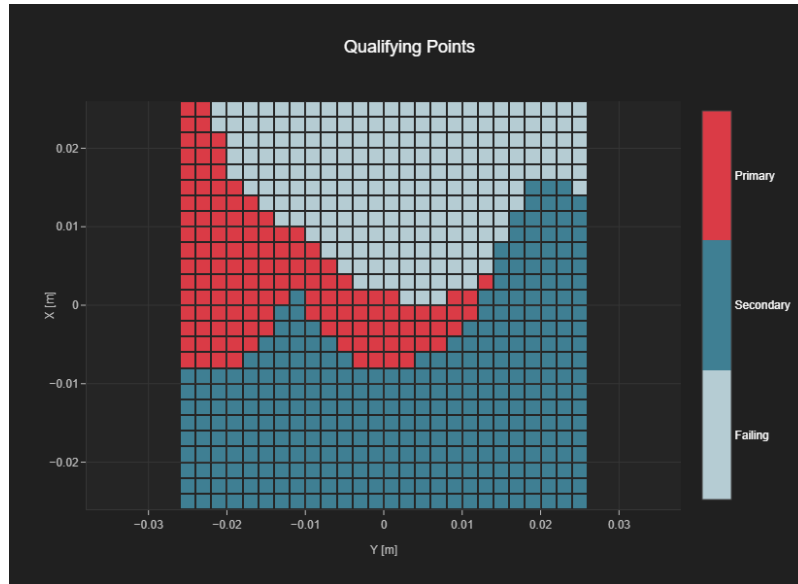 Qualifying Points
0.02
0.01
0
−0.01
−0.02
X [m]
−0.03
−0.02
−0.01
0
0.01
0.02
0.03
Y [m]
Primary
Secondary
Failing